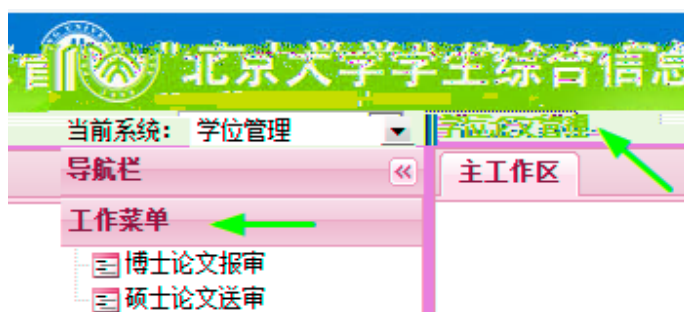 北京大学学生综合信息
当前系统： 学位管理
学位论文管理
导航栏
主工作区
工作菜单
博士论文报审
硕士论文送审